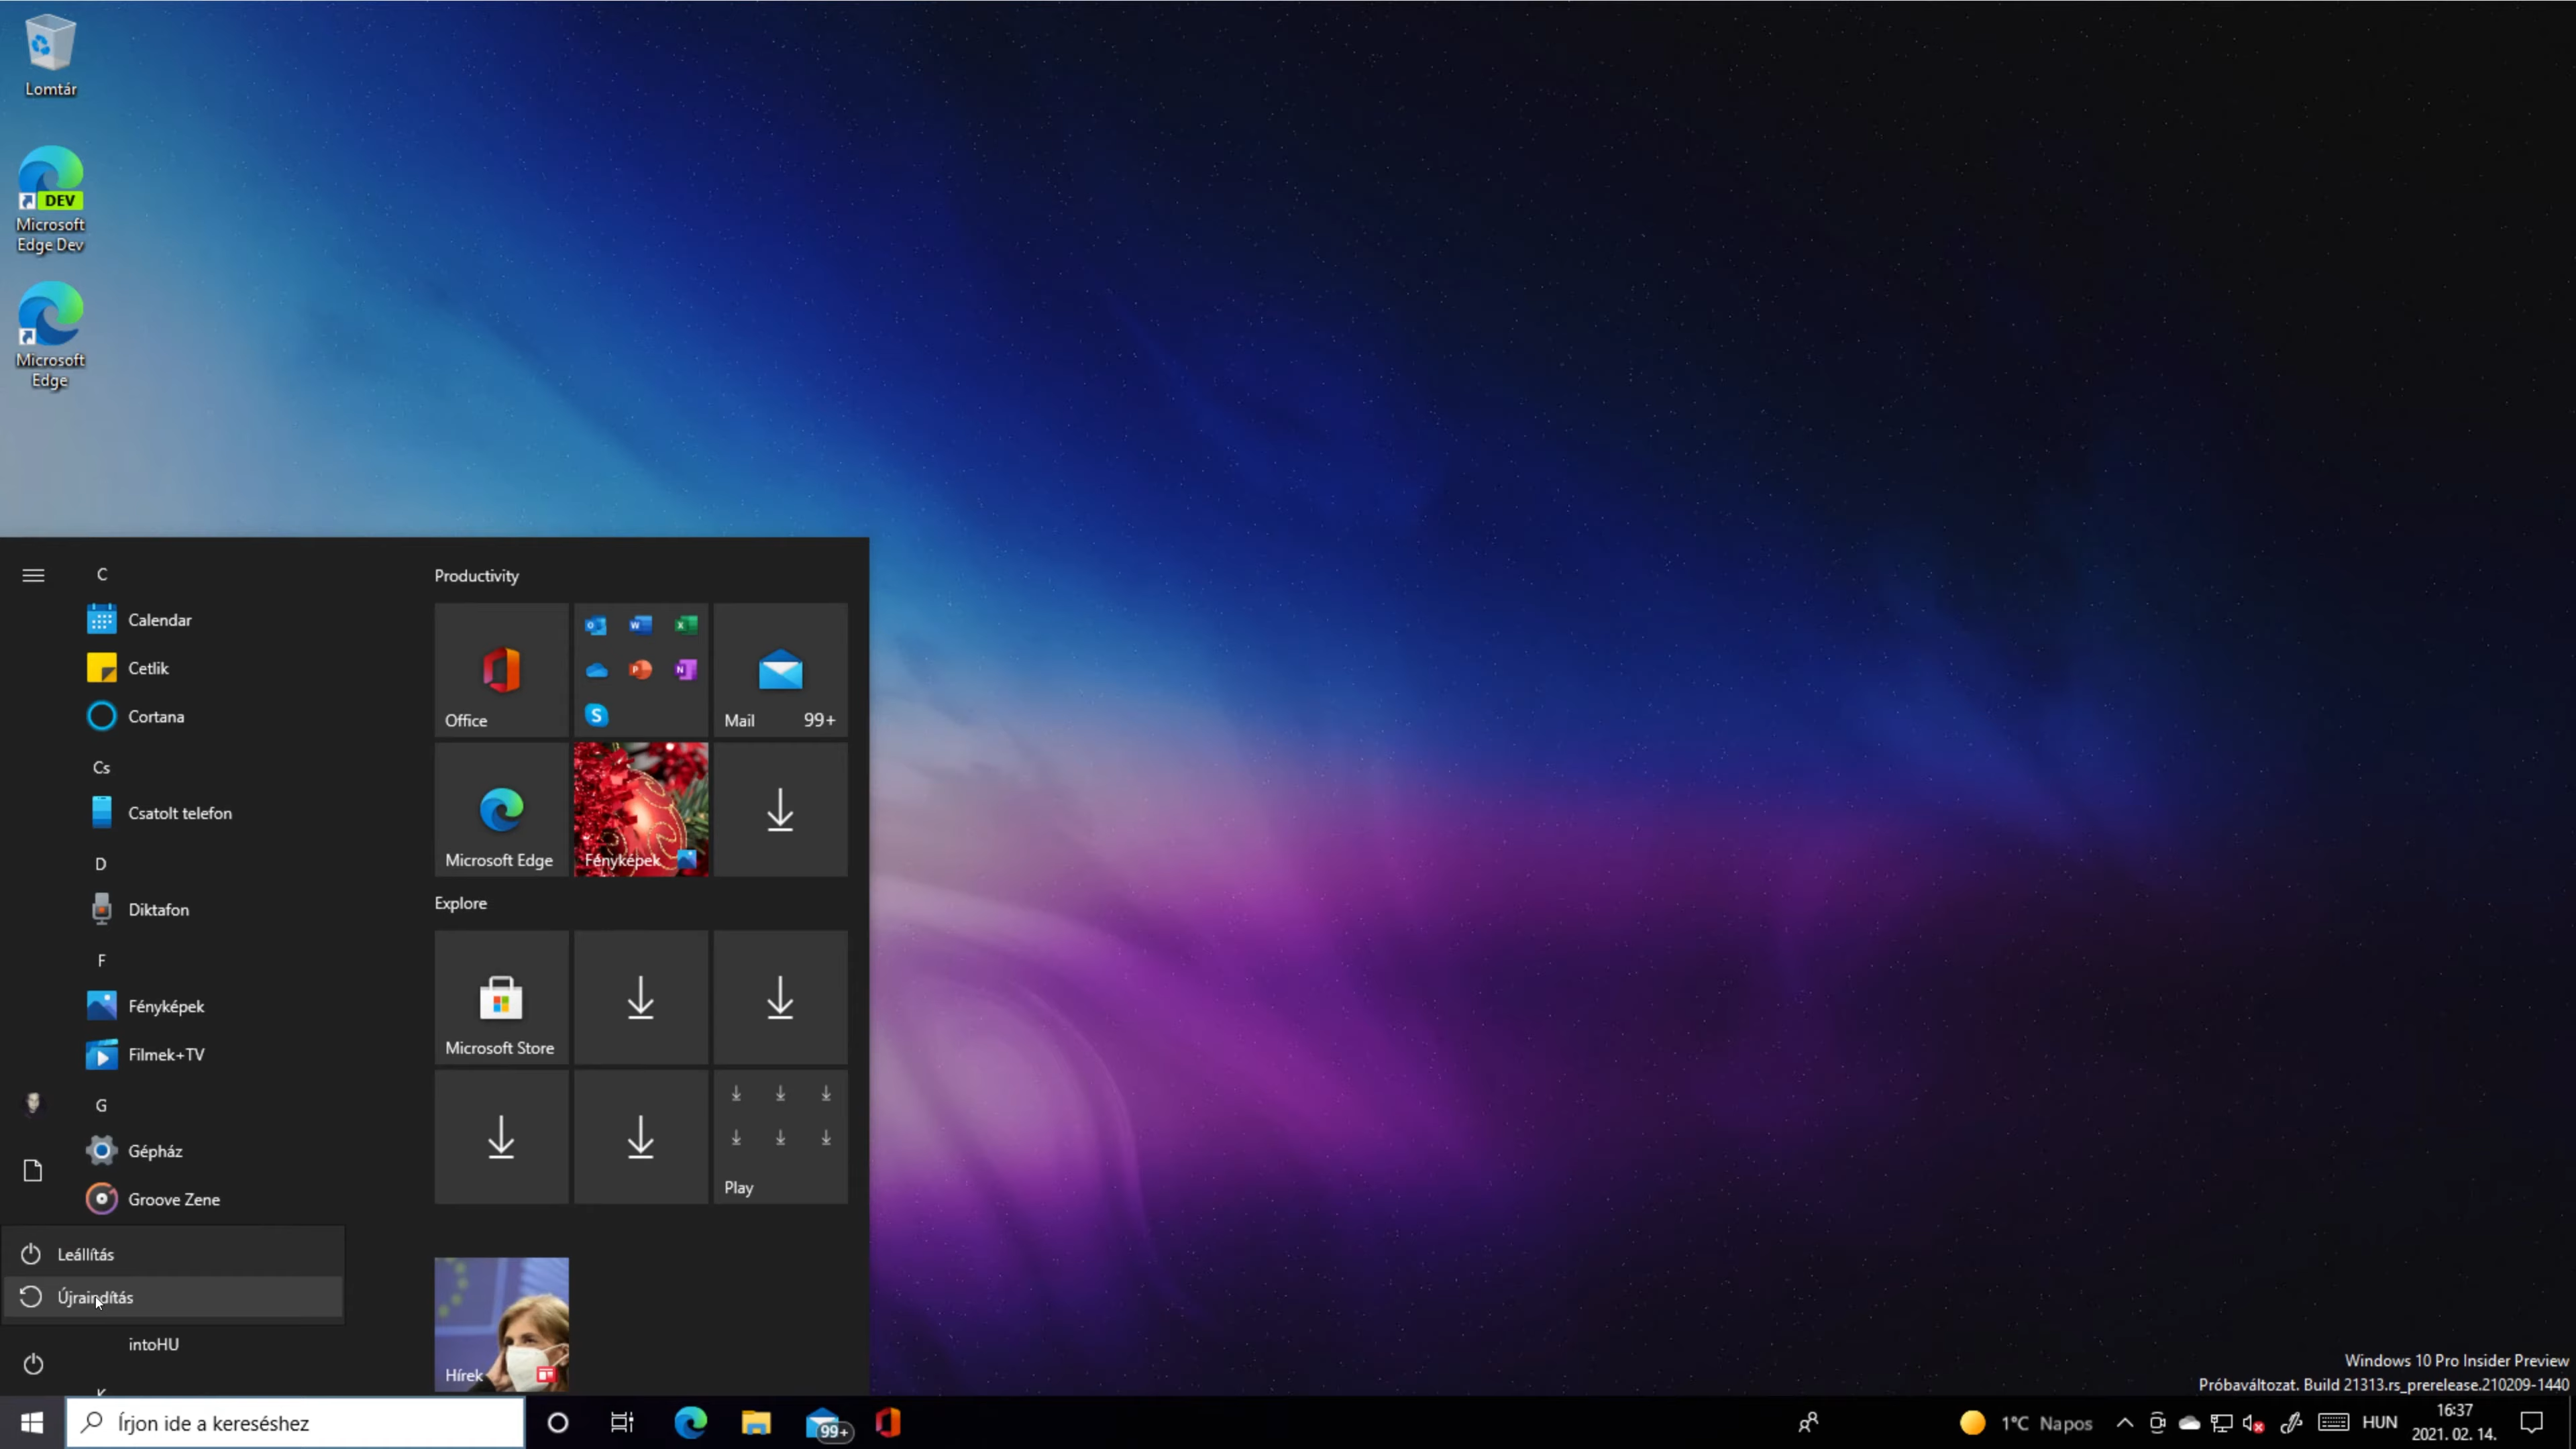 Lomtár
DEV
Microsoft
Edge Dev
Microsoft
Edge
C
Calendar
Cetlik
Cortana
Cs
Csatolt telefon
D
Diktafon
F
Fényképek
Filmek+TV
G
Gépház
Groove Zene
Leállítás
Újraindítás
intoHU
K
Productivity
Office
Mail 99+
Microsoft Edge
Fényképek
Explore
Microsoft Store
Play
Hírek
Windows 10 Pro Insider Preview
Próbaváltozat. Build 21313.rs_prerelease.210209-1440
Írjon ide a kereséshez
99+
1°C Napos
HUN
16:37
2021. 02. 14.